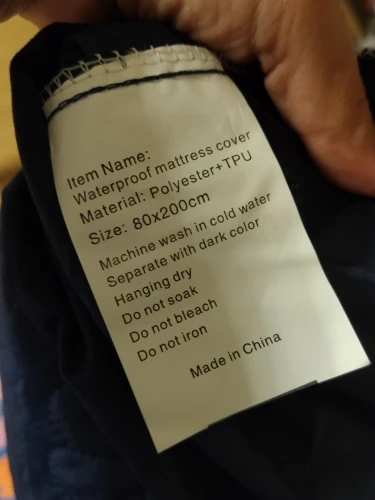 Item Name:
Waterproof mattress cover
Material: Polyester+TPU
Size: 80x200cm
Machine wash in cold water
Separate with dark color
Hanging dry
Do not soak
Do not bleach
Do not iron
Made in China